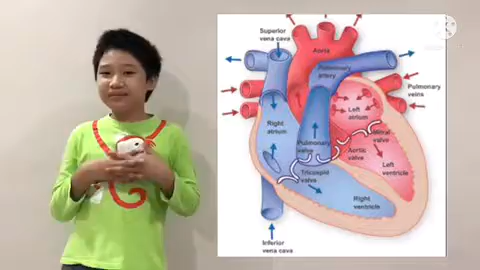 Superior
vena cava
Aorta
Pulmonary
artery
Pulmonary
veins
Left
atrium
Right
atrium
Mitral
valve
Pulmonary
valve
Aortic
valve
Left
ventricle
Tricuspid
valve
Right
ventricle
Inferior
vena cava